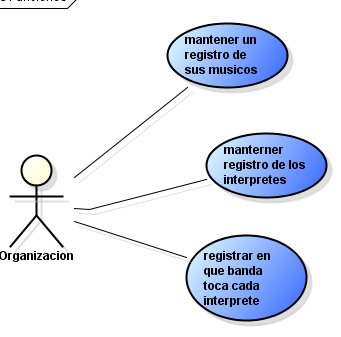 mantener un
registro de
sus musicos
manterner
registro de los
interpretes
Organizacion
registrar en
que banda
toca cada
interprete